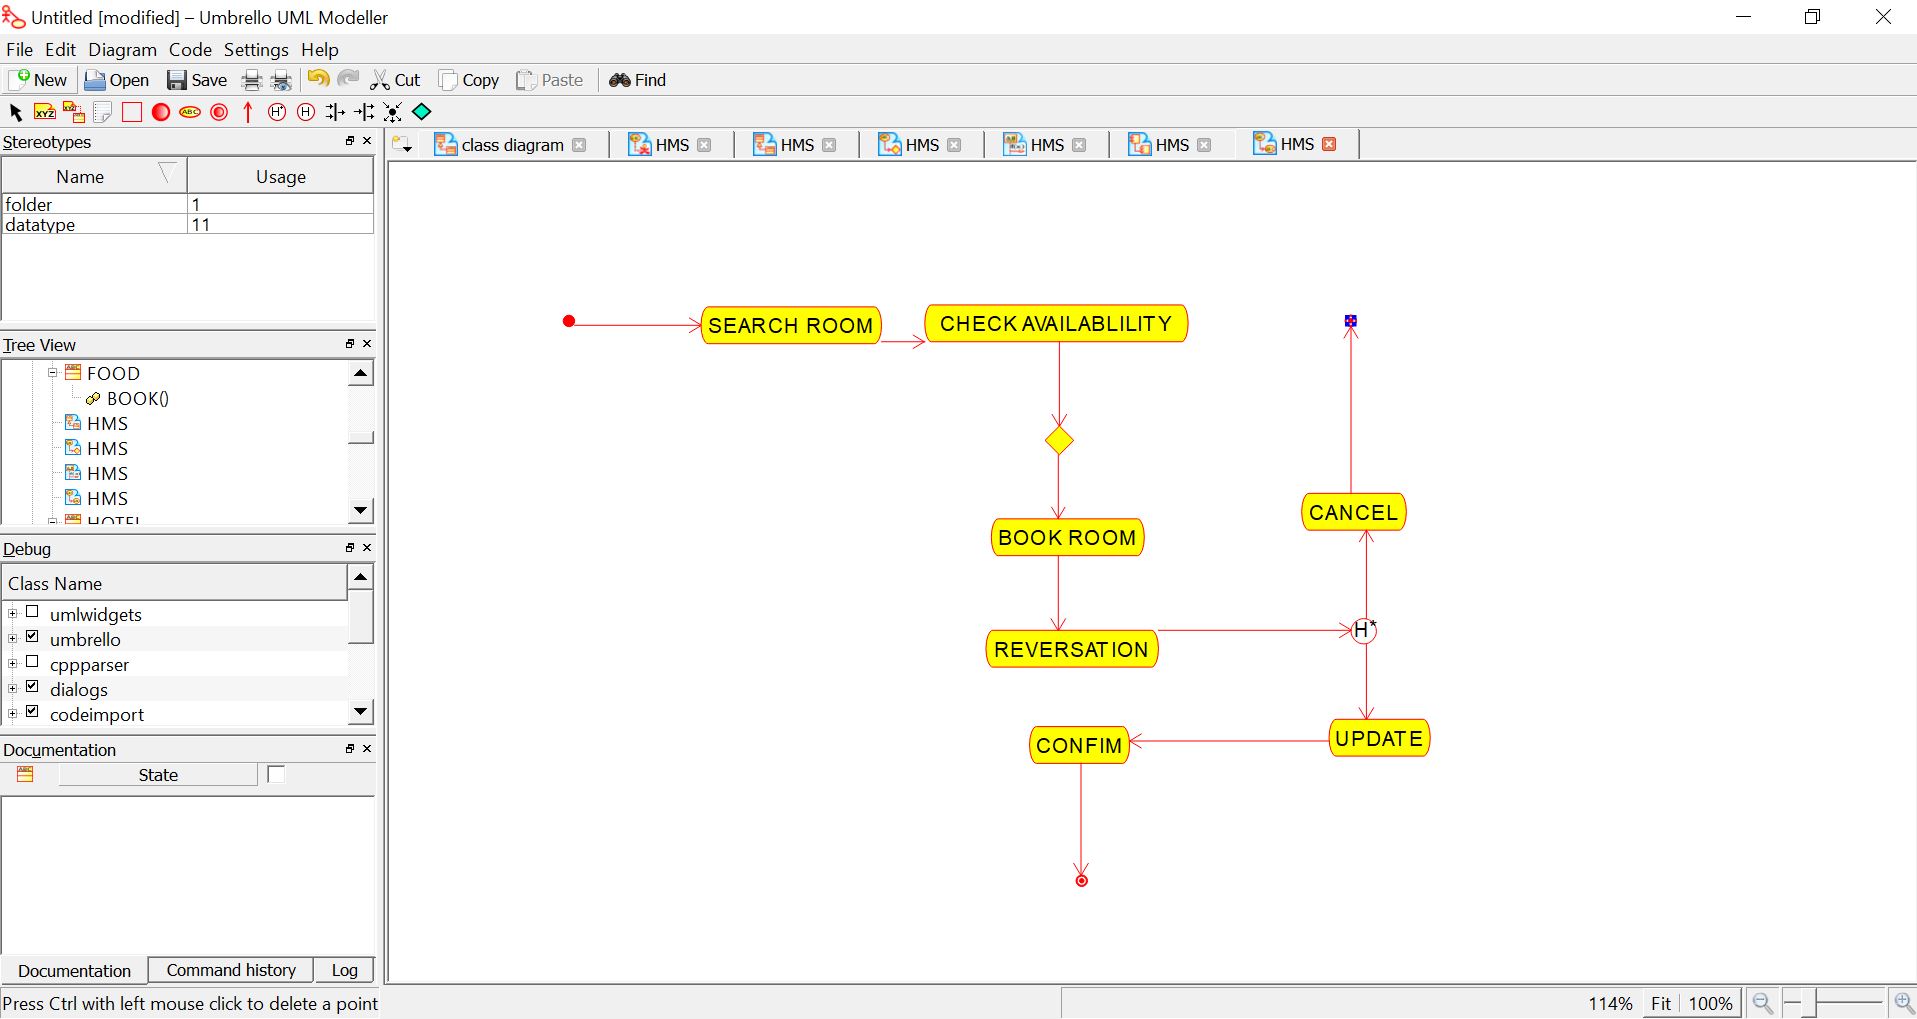 Untitled [modified] – Umbrello UML Modeller
File Edit Diagram Code Settings Help
New Open Save Cut Copy Paste Find
XYZ XYZ ABC H* H
Stereotypes
class diagram HMS HMS HMS HMS HMS HMS
Name Usage
folder 1
datatype 11
Tree View
FOOD
BOOK()
HMS
HMS
HMS
HMS
HOTEL
Debug
Class Name
umlwidgets
umbrello
cppparser
dialogs
codeimport
Documentation
State
Documentation Command history Log
Press Ctrl with left mouse click to delete a point
SEARCH ROOM
CHECK AVAILABLILITY
BOOK ROOM
CANCEL
REVERSATION
H*
CONFIM
UPDATE
114% Fit 100%